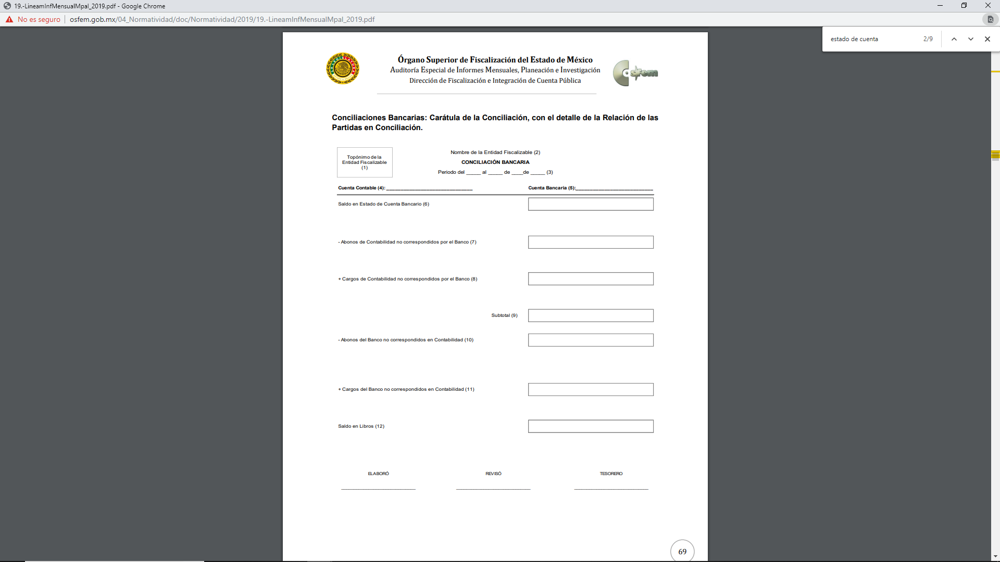 19.-LineamInfMensualMpal_2019.pdf - Google Chrome
No es seguro | osfem.gob.mx/04_Normatividad/doc/Normatividad/2019/19.-LineamInfMensualMpal_2019.pdf
estado de cuenta 2/9
Órgano Superior de Fiscalización del Estado de México
Auditoría Especial de Informes Mensuales, Planeación e Investigación
Dirección de Fiscalización e Integración de Cuenta Pública
osfem
Conciliaciones Bancarias: Carátula de la Conciliación, con el detalle de la Relación de las
Partidas en Conciliación.
Topónimo de la
Entidad Fiscalizable
(1)
Nombre de la Entidad Fiscalizable (2)
CONCILIACIÓN BANCARIA
Periodo del _____ al _____ de ____de _____ (3)
Cuenta Contable (4): ______________________________
Cuenta Bancaria (5):___________________________
Saldo en Estado de Cuenta Bancario (6)
- Abonos de Contabilidad no correspondidos por el Banco (7)
+ Cargos de Contabilidad no correspondidos por el Banco (8)
Subtotal (9)
- Abonos del Banco no correspondidos en Contabilidad (10)
+ Cargos del Banco no correspondidos en Contabilidad (11)
Saldo en Libros (12)
ELABORÓ
REVISÓ
TESORERO
69